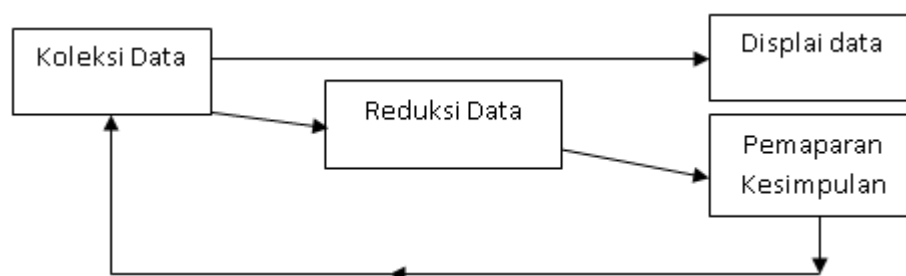 Koleksi Data
Displai data
Reduksi Data
Pemaparan
Kesimpulan